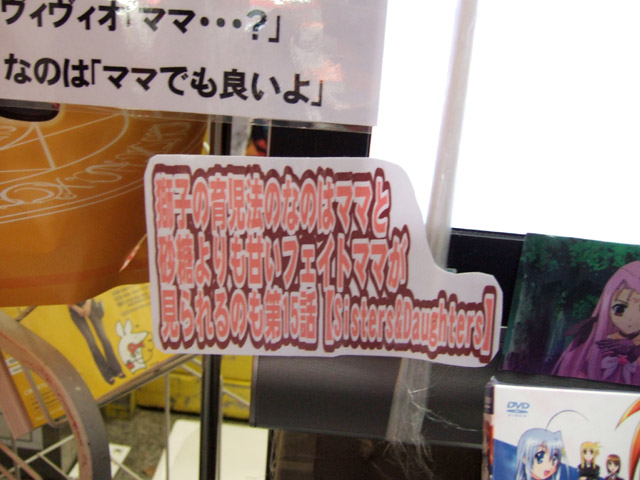 ヴィヴィオ「ママ・・・?」
なのは「ママでも良いよ」
獅子の育児法のなのはママと
砂糖よりも甘いフェイトママが
見られるのも第15話【Sisters&Daughters】
DVD